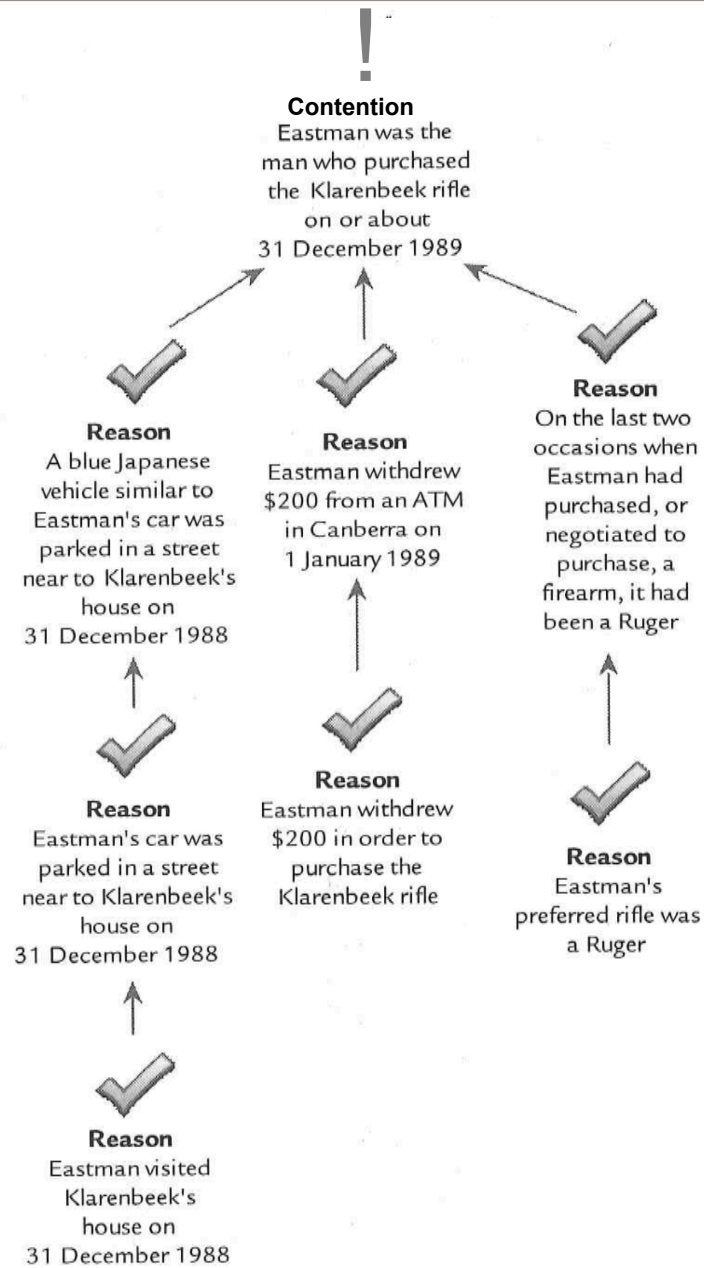 !
Contention
Eastman was the
man who purchased
the Klarenbeek rifle
on or about
31 December 1989
Reason
A blue Japanese
vehicle similar to
Eastman's car was
parked in a street
near to Klarenbeek's
house on
31 December 1988
Reason
Eastman withdrew
$200 from an ATM
in Canberra on
1 January 1989
Reason
On the last two
occasions when
Eastman had
purchased, or
negotiated to
purchase, a
firearm, it had
been a Ruger
Reason
Eastman's car was
parked in a street
near to Klarenbeek's
house on
31 December 1988
Reason
Eastman withdrew
$200 in order to
purchase the
Klarenbeek rifle
Reason
Eastman's
preferred rifle was
a Ruger
Reason
Eastman visited
Klarenbeek's
house on
31 December 1988